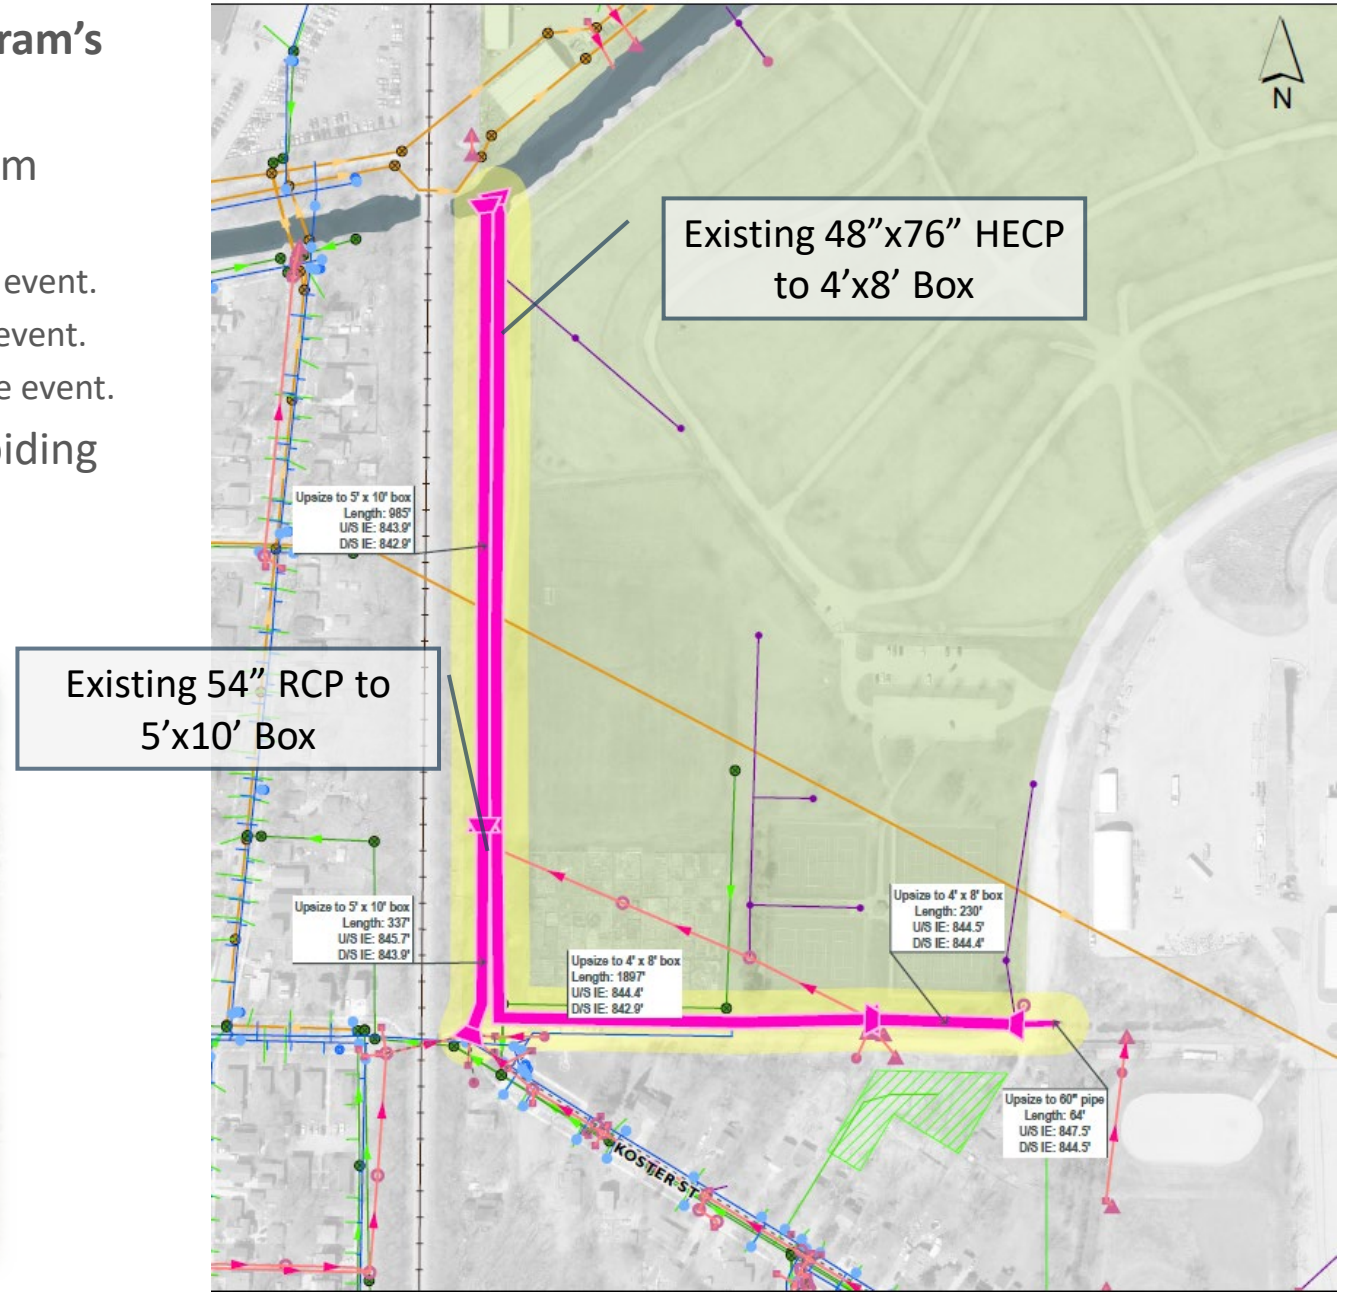 ram’s
m
event.
event.
e event.
iding
N
Existing 48”x76” HECP
to 4’x8’ Box
Upsize to 5' x 10' box
Length: 985'
U/S IE: 843.9'
D/S IE: 842.9'
Existing 54” RCP to
5’x10’ Box
Upsize to 5' x 10' box
Length: 337'
U/S IE: 845.7'
D/S IE: 843.9'
Upsize to 4' x 8' box
Length: 1897'
U/S IE: 844.4'
D/S IE: 842.9'
Upsize to 4' x 8' box
Length: 230'
U/S IE: 844.5'
D/S IE: 844.4'
Upsize to 60" pipe
Length: 64'
U/S IE: 847.5'
D/S IE: 844.5'
KOSTER ST